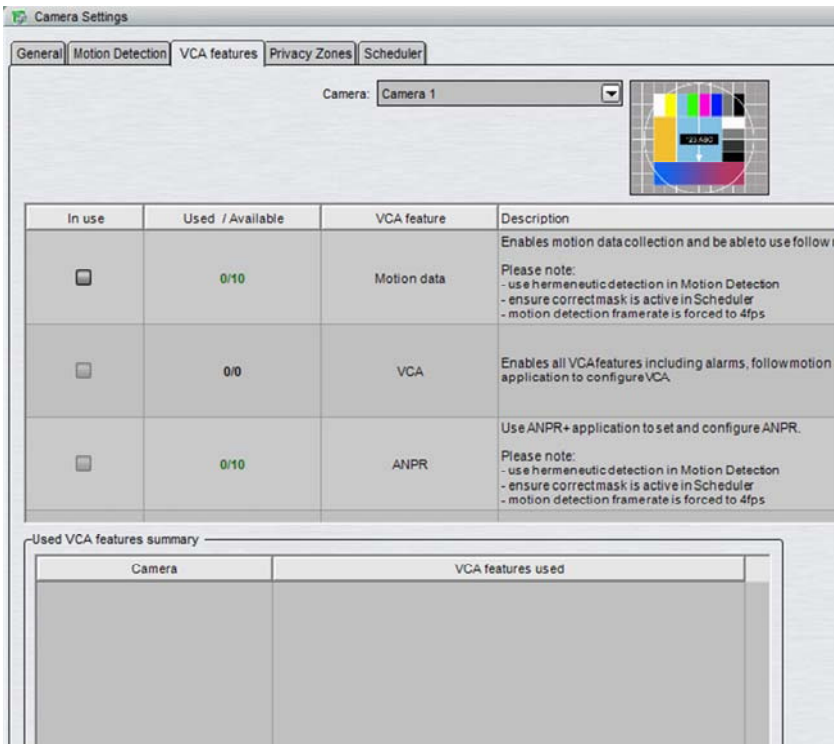 Camera Settings
General Motion Detection VCA features Privacy Zones Scheduler
Camera: Camera 1
123 ABC
In use Used / Available VCA feature Description
Enables motion data collection and be able to use follow
0/10 Motion data
Please note:
- use hermeneutic detection in Motion Detection
- ensure correct mask is active in Scheduler
- motion detection framerate is forced to 4fps
0/0 VCA
Enables all VCA features including alarms, follow motion
application to configure VCA
Use ANPR+ application to set and configure ANPR.
0/10 ANPR
Please note:
- use hermeneutic detection in Motion Detection
- ensure correct mask is active in Scheduler
- motion detection framerate is forced to 4fps
Used VCA features summary
Camera VCA features used